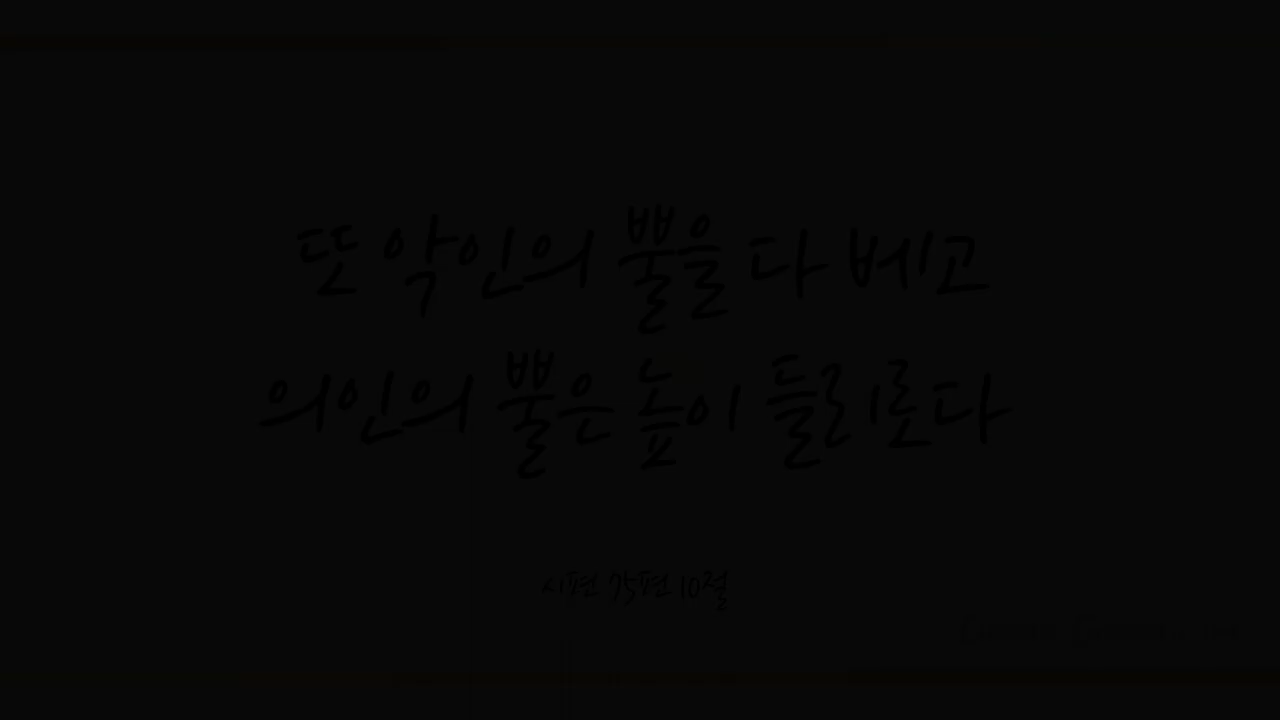 또 악인의 뿔을 다 베고
의인의 뿔은 높이 들리로다
시편 75편 10절